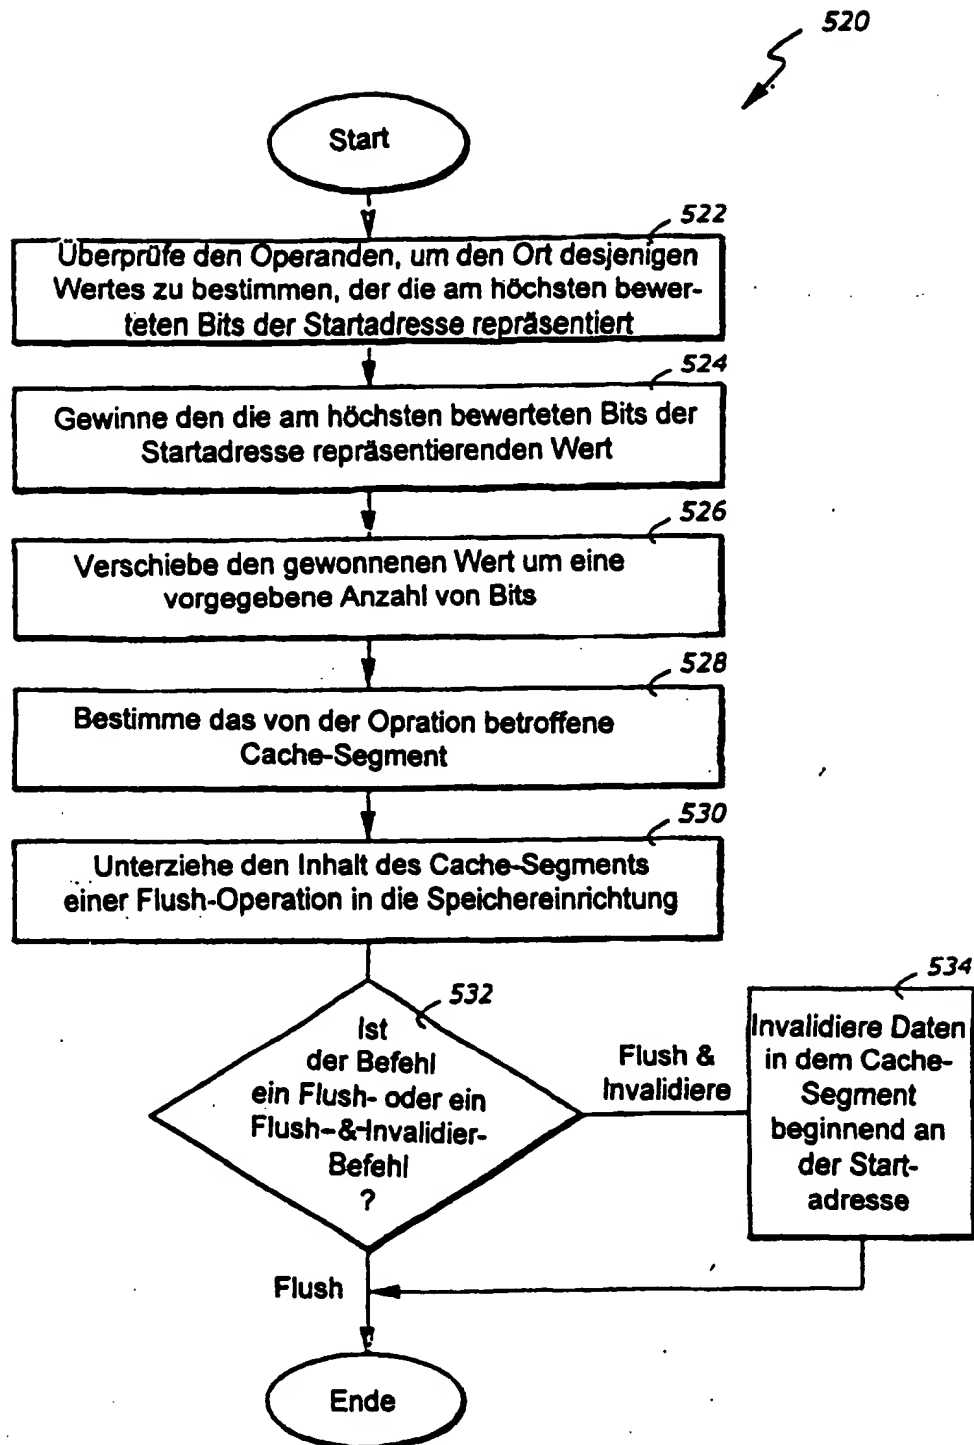 520
Start
522
Überprüfe den Operanden, um den Ort desjenigen
Wertes zu bestimmen, der die am höchsten bewer-
teten Bits der Startadresse repräsentiert
524
Gewinne den die am höchsten bewerteten Bits der
Startadresse repräsentierenden Wert
526
Verschiebe den gewonnenen Wert um eine
vorgegebene Anzahl von Bits
528
Bestimme das von der Opration betroffene
Cache-Segment
530
Unterziehe den Inhalt des Cache-Segments
einer Flush-Operation in die Speichereinrichtung
532
Ist
der Befehl
ein Flush- oder ein
Flush-&-Invalidier-
Befehl
?
Flush &
Invalidiere
534
Invalidiere Daten
in dem Cache-
Segment
beginnend an
der Start-
adresse
Flush
Ende